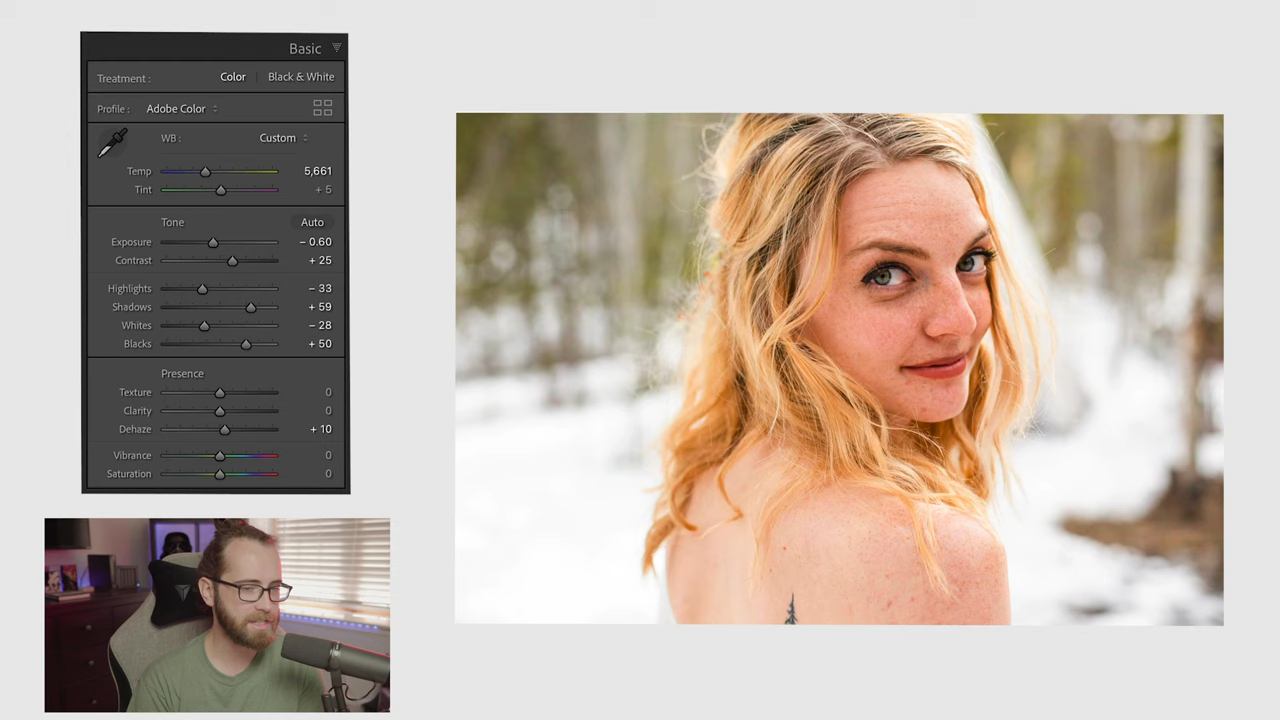 Basic
Treatment : Color | Black & White
Profile : Adobe Color
WB : Custom
Temp 5,661
Tint + 5
Tone Auto
Exposure − 0.60
Contrast + 25
Highlights − 33
Shadows + 59
Whites − 28
Blacks + 50
Presence
Texture 0
Clarity 0
Dehaze + 10
Vibrance 0
Saturation 0